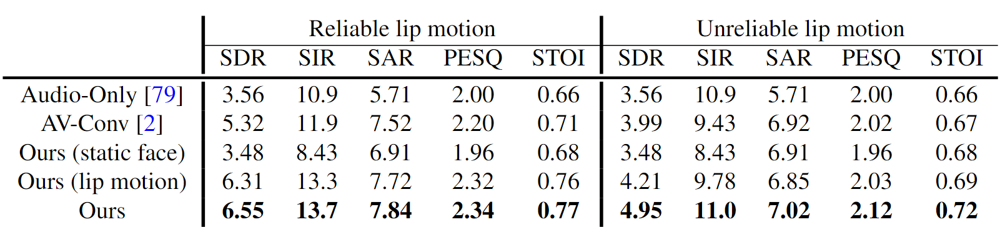 Reliable lip motion Unreliable lip motion
SDR SIR SAR PESQ STOI SDR SIR SAR PESQ STOI
Audio-Only [79] 3.56 10.9 5.71 2.00 0.66 3.56 10.9 5.71 2.00 0.66
AV-Conv [2] 5.32 11.9 7.52 2.20 0.71 3.99 9.43 6.92 2.02 0.67
Ours (static face) 3.48 8.43 6.91 1.96 0.68 3.48 8.43 6.91 1.96 0.68
Ours (lip motion) 6.31 13.3 7.72 2.32 0.76 4.21 9.78 6.85 2.03 0.69
Ours 6.55 13.7 7.84 2.34 0.77 4.95 11.0 7.02 2.12 0.72